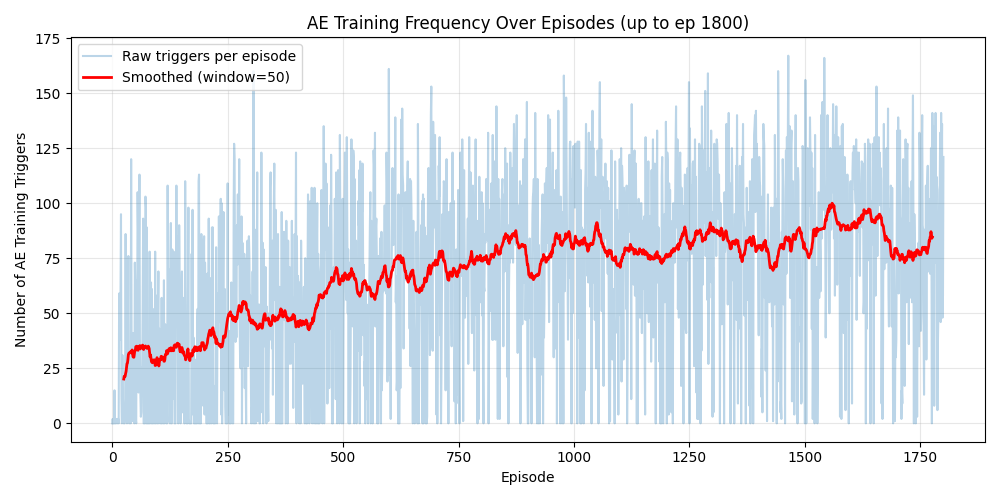 AE Training Frequency Over Episodes (up to ep 1800)
Raw triggers per episode
Smoothed (window=50)
Number of AE Training Triggers
175
150
125
100
75
50
25
0
0 250 500 750 1000 1250 1500 1750
Episode